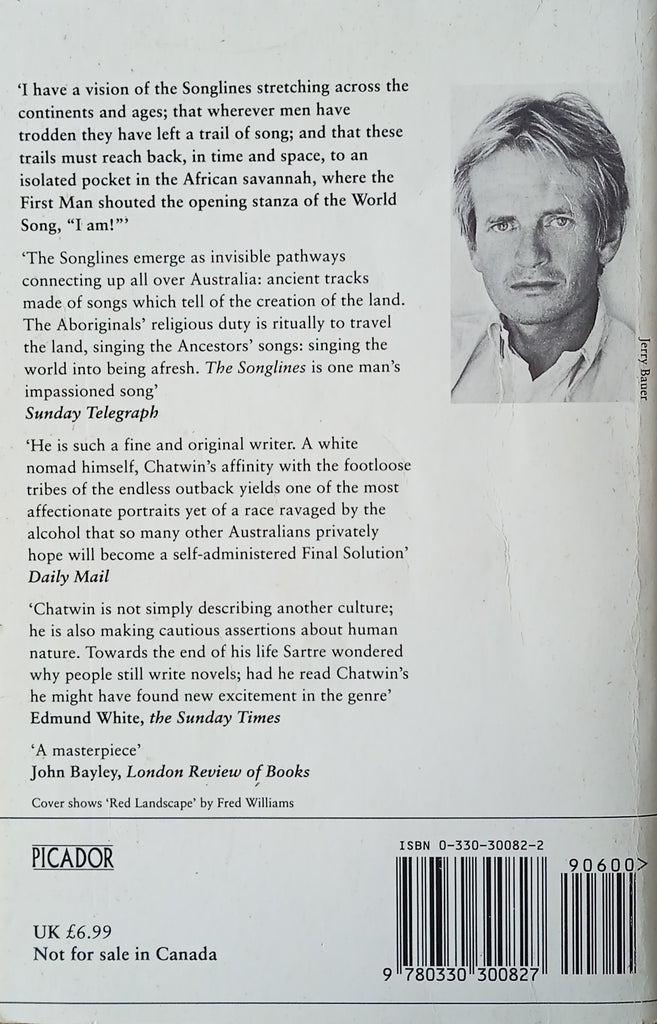 ‘I have a vision of the Songlines stretching across the
continents and ages; that wherever men have
trodden they have left a trail of song; and that these
trails must reach back, in time and space, to an
isolated pocket in the African savannah, where the
First Man shouted the opening stanza of the World
Song, “I am!”’
‘The Songlines emerge as invisible pathways
connecting up all over Australia: ancient tracks
made of songs which tell of the creation of the land.
The Aboriginals’ religious duty is ritually to travel
the land, singing the Ancestors’ songs: singing the
world into being afresh. The Songlines is one man’s
impassioned song’
Sunday Telegraph
‘He is such a fine and original writer. A white
nomad himself, Chatwin’s affinity with the footloose
tribes of the endless outback yields one of the most
affectionate portraits yet of a race ravaged by the
alcohol that so many other Australians privately
hope will become a self-administered Final Solution’
Daily Mail
‘Chatwin is not simply describing another culture;
he is also making cautious assertions about human
nature. Towards the end of his life Sartre wondered
why people still write novels; had he read Chatwin’s
he might have found new excitement in the genre’
Edmund White, the Sunday Times
‘A masterpiece’
John Bayley, London Review of Books
Cover shows ‘Red Landscape’ by Fred Williams
Jerry Bauer
PICADOR
UK £6.99
Not for sale in Canada
ISBN 0-330-30082-2
90600>
9 780330 300827